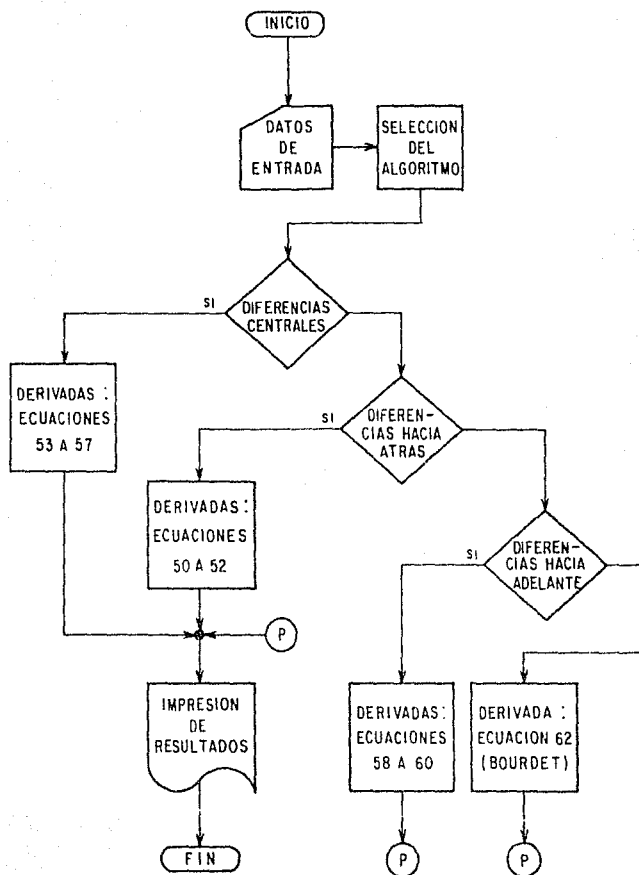 INICIO
DATOS
DE
ENTRADA
SELECCION
DEL
ALGORITMO
SI
DIFERENCIAS
CENTRALES
DERIVADAS :
ECUACIONES
53 A 57
SI
DIFEREN-
CIAS HACIA
ATRAS
DERIVADAS :
ECUACIONES
50 A 52
SI
DIFEREN-
CIAS HACIA
ADELANTE
P
IMPRESION
DE
RESULTADOS
DERIVADAS:
ECUACIONES
58 A 60
DERIVADA :
ECUACION 62
(BOURDET)
FIN
P
P